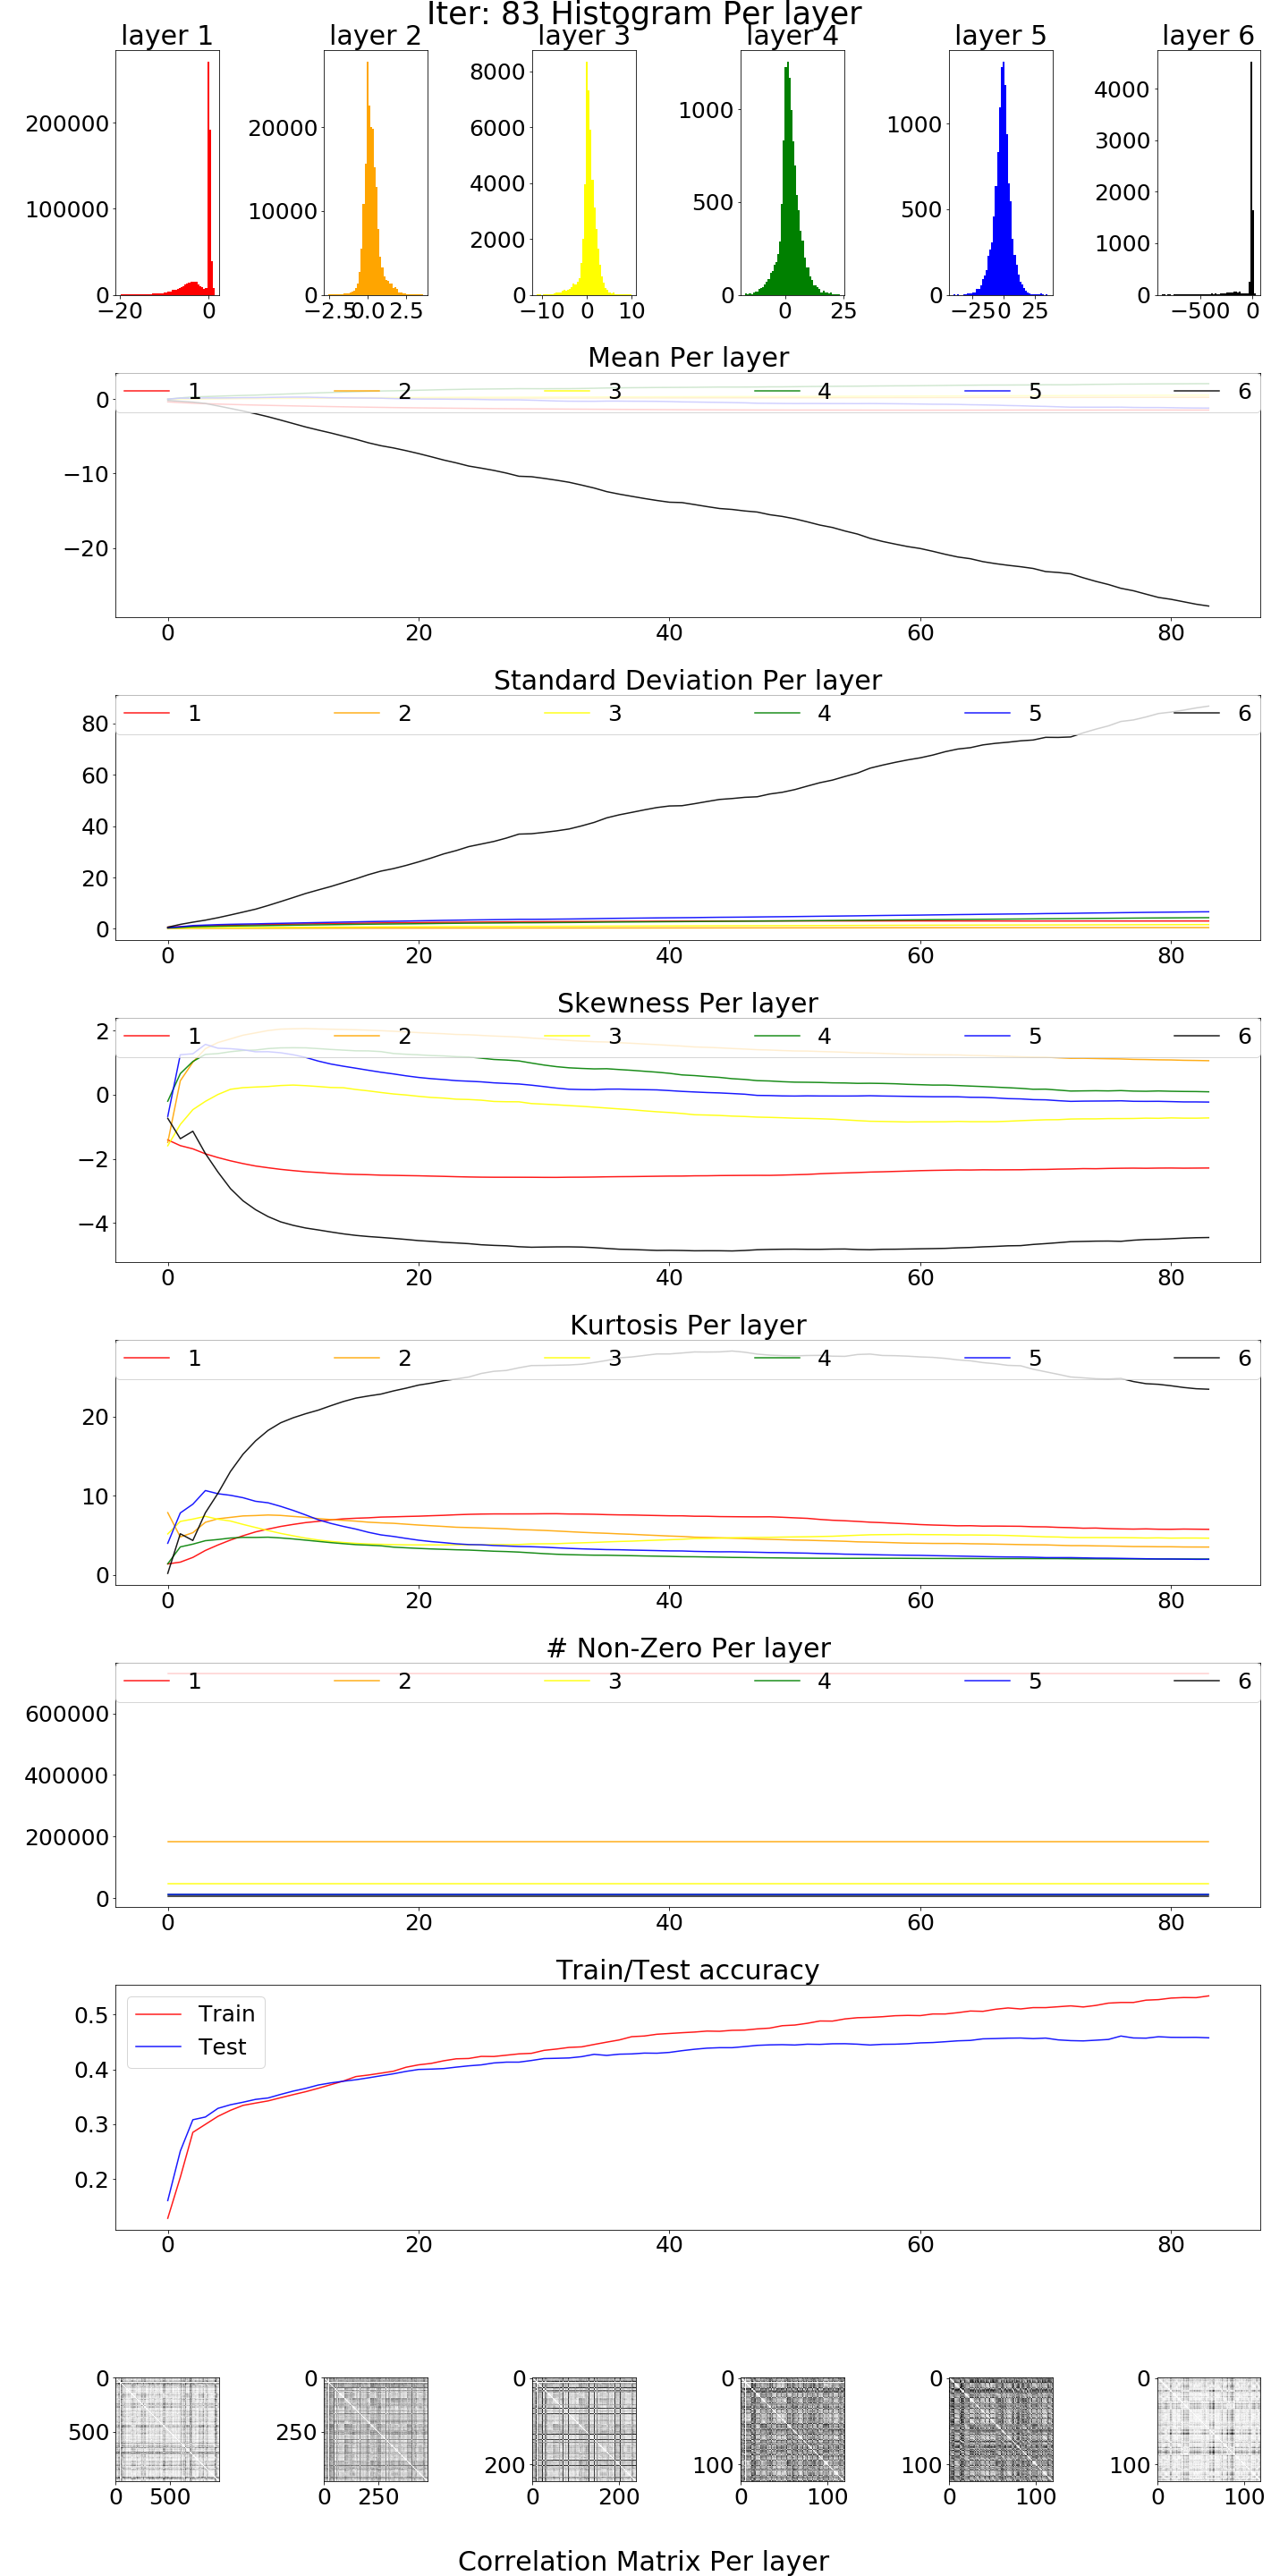 Iter: 83 Histogram Per layer
layer 1 layer 2 layer 3 layer 4 layer 5 layer 6
200000 100000 0
−20 0
20000 10000 0
−2.5 0.0 2.5
8000 6000 4000 2000 0
−10 0 10
1000 500 0
0 25
1000 500 0
−25 0 25
4000 3000 2000 1000 0
−500 0
Mean Per layer
1 2 3 4 5 6
0
−10
−20
0 20 40 60 80
Standard Deviation Per layer
1 2 3 4 5 6
80
60
40
20
0
0 20 40 60 80
Skewness Per layer
1 2 3 4 5 6
2
0
−2
−4
0 20 40 60 80
Kurtosis Per layer
1 2 3 4 5 6
20
10
0
0 20 40 60 80
# Non-Zero Per layer
1 2 3 4 5 6
600000
400000
200000
0
0 20 40 60 80
Train/Test accuracy
Train
Test
0.5
0.4
0.3
0.2
0 20 40 60 80
0 500
0 500
0 250
0 250
0 200
0 200
0 100
0 100
0 100
0 100
0 100
0 100
Correlation Matrix Per layer